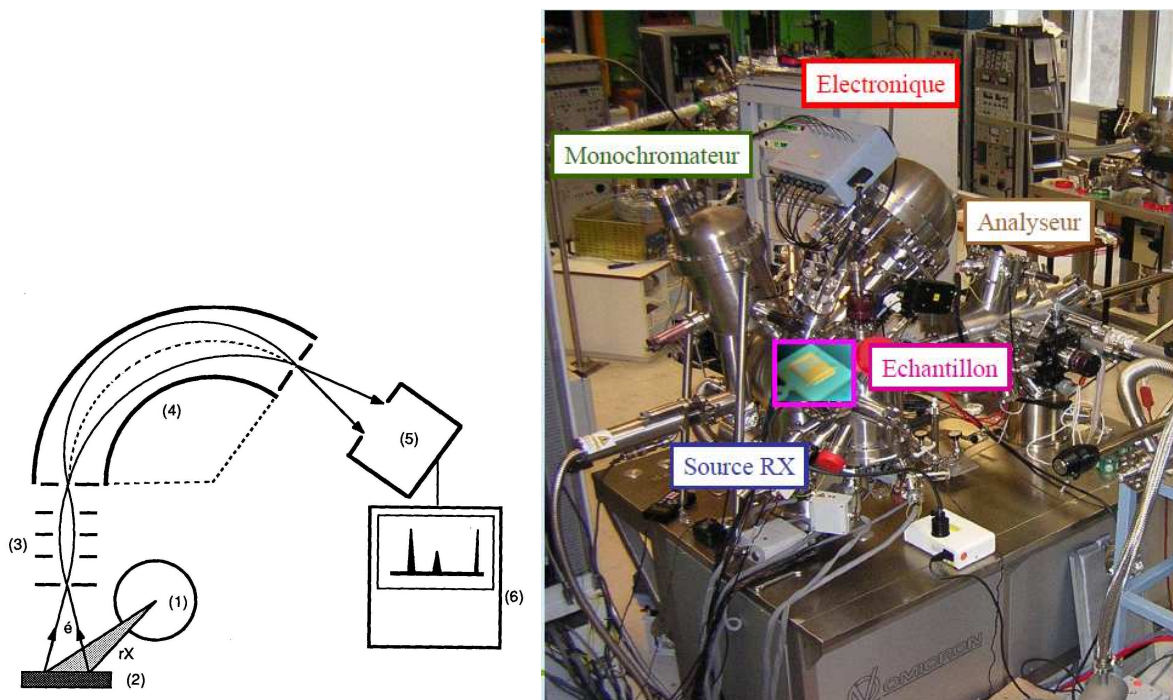 (4)
(5)
(3)
(1)
(6)
é
rX
(2)
Electronique
Monochromateur
Analyseur
Echantillon
Source RX
OMICRON